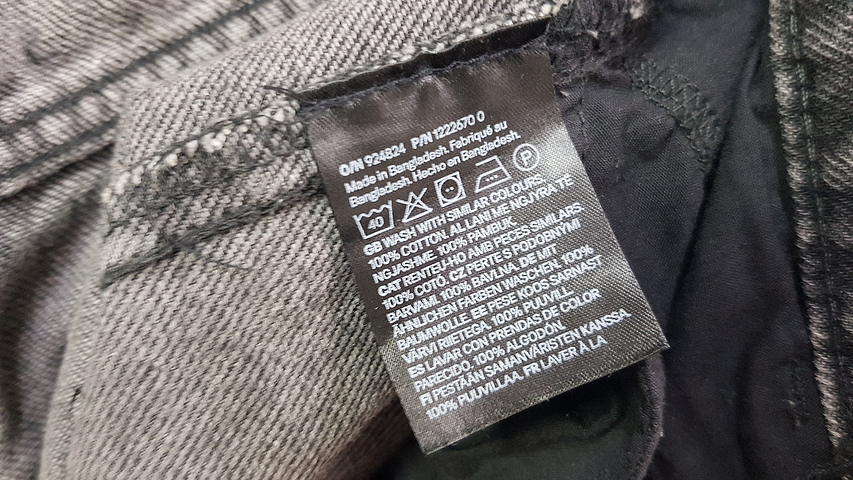 O/N 924824 P/N 1222670 0
Made in Bangladesh. Fabriqué au
Bangladesh. Hecho en Bangladesh.
40 P
GB WASH WITH SIMILAR COLOURS.
100% COTTON. AL LANI ME NGJYRA TË
NGJASHME. 100% PAMBUK.
CAT RENTEU-HO AMB PECES SIMILARS.
100% COTÓ. CZ PERTE S PODOBNÝMI
BARVAMI. 100% BAVLNA. DE MIT
ÄHNLICHEN FARBEN WASCHEN. 100%
BAUMWOLLE. EE PESE KOOS SARNAST
VÄRVI RIIETEGA. 100% PUUVILL.
ES LAVAR CON PRENDAS DE COLOR
PARECIDO. 100% ALGODÓN.
FI PESTÄÄN SAMANVÄRISTEN KANSSA.
100% PUUVILLAA. FR LAVER À LA